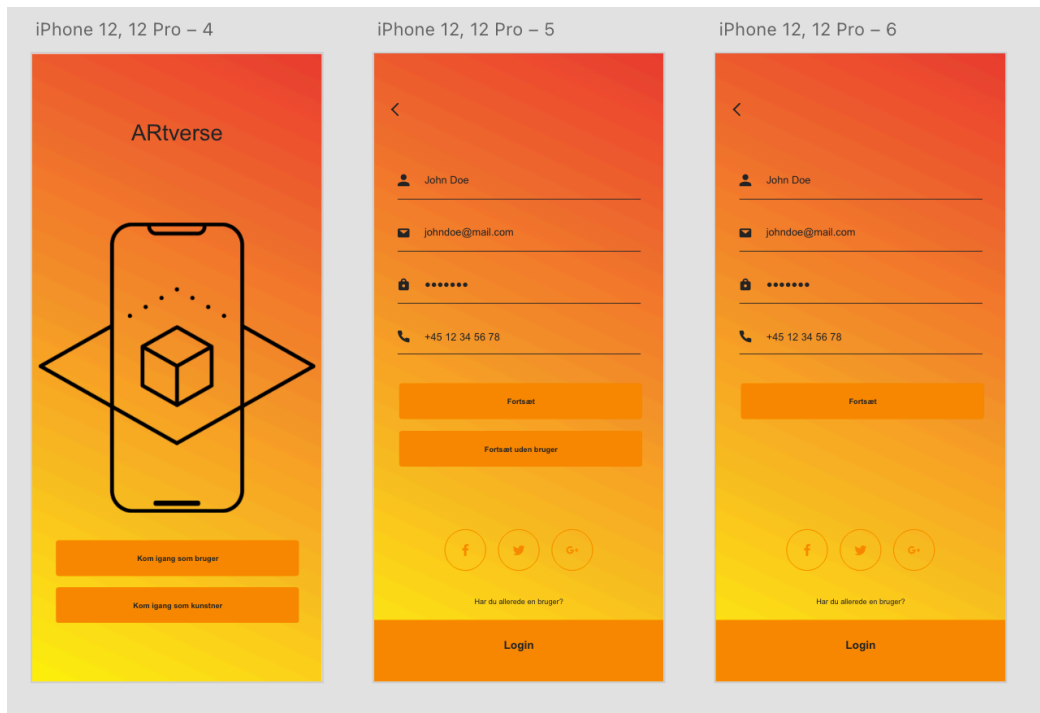 iPhone 12, 12 Pro – 4
ARtverse
Kom igang som bruger
Kom igang som kunstner
iPhone 12, 12 Pro – 5
John Doe
johndoe@mail.com
•••••••
+45 12 34 56 78
Fortsæt
Fortsæt uden bruger
f
G+
Har du allerede en bruger?
Login
iPhone 12, 12 Pro – 6
John Doe
johndoe@mail.com
•••••••
+45 12 34 56 78
Fortsæt
f
G+
Har du allerede en bruger?
Login